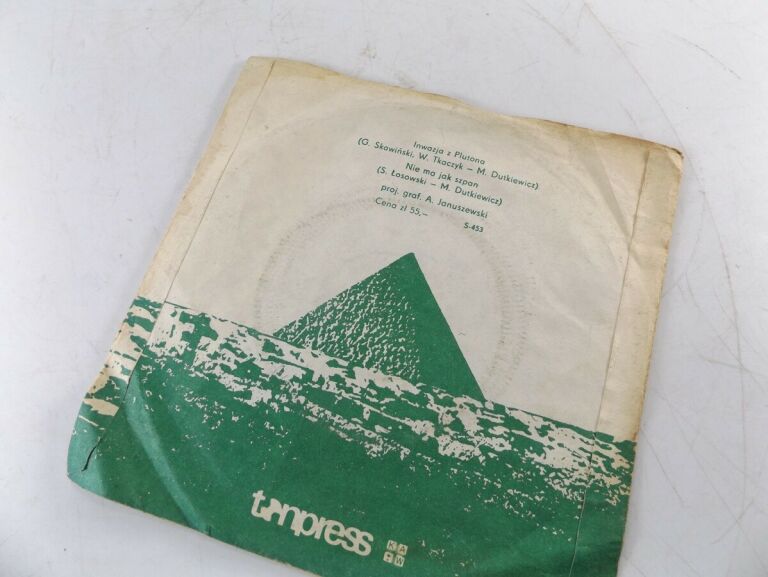 Inwazja z Plutona
(G. Skawiński, W. Tkaczyk — M. Dutkiewicz)
Nie ma jak szpan
(S. Łosowski — M. Dutkiewicz)
proj. graf. A. Januszewski
Cena zł 55,—
S-453
tonpress
KAW